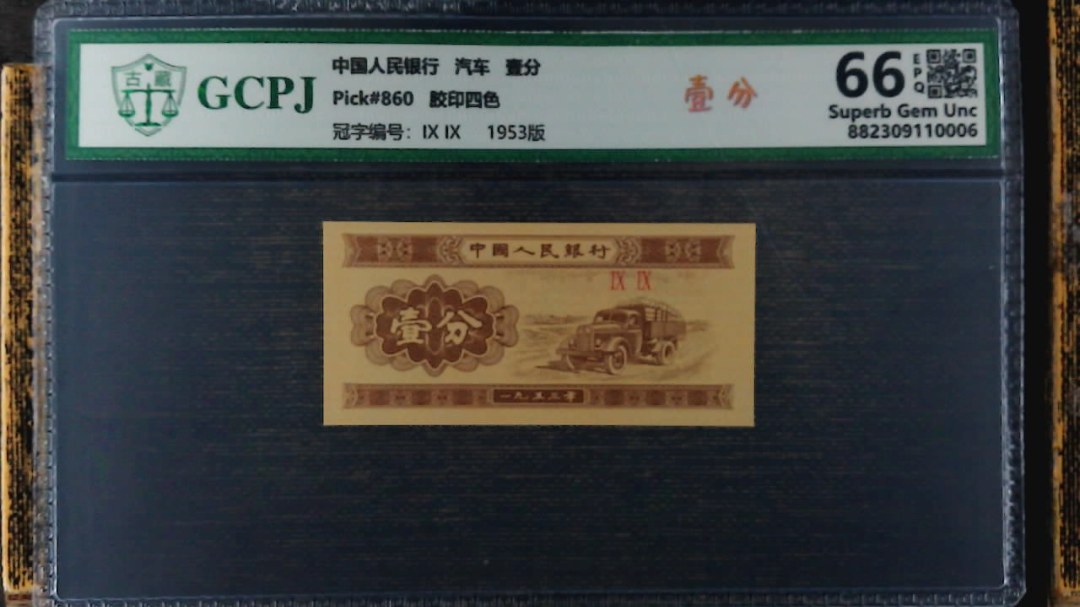 古藏
GCPJ
中国人民银行 汽车 壹分
Pick#860 胶印四色
冠字编号: IX IX 1953版
壹分
66 EPQ
Superb Gem Unc
882309110006
中國人民銀行
IX IX
壹分
一九五三年